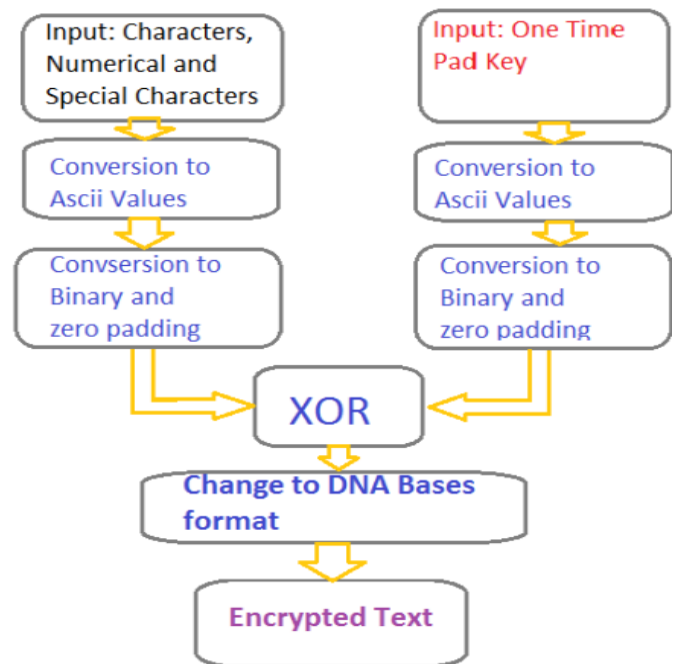 Input: Characters,
Numerical and
Special Characters
Input: One Time
Pad Key
Conversion to
Ascii Values
Conversion to
Ascii Values
Convsersion to
Binary and
zero padding
Conversion to
Binary and
zero padding
XOR
Change to DNA Bases
format
Encrypted Text